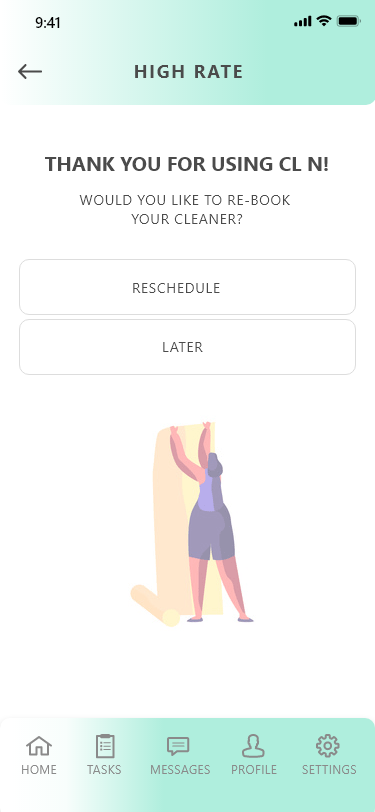 9:41
HIGH RATE
THANK YOU FOR USING CL N!
WOULD YOU LIKE TO RE-BOOK
YOUR CLEANER?
RESCHEDULE
LATER
HOME
TASKS
MESSAGES
PROFILE
SETTINGS